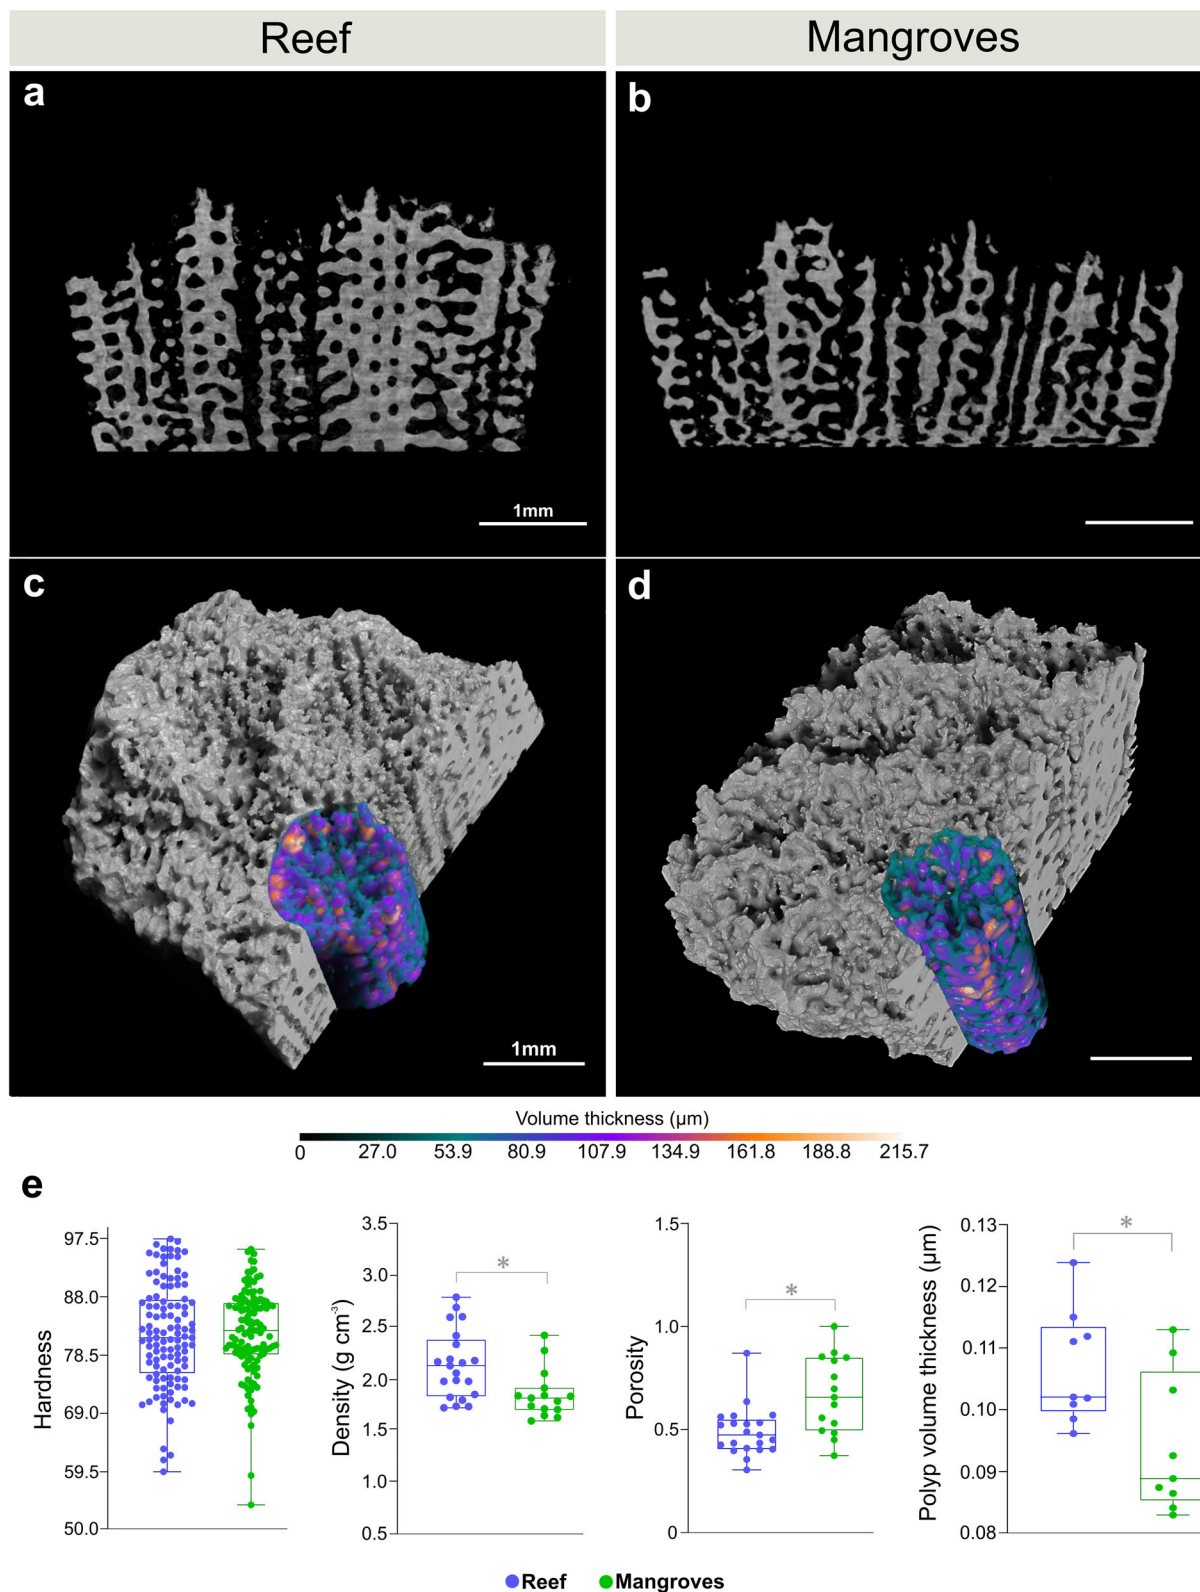 Reef
Mangroves
a
b
1mm
c
d
1mm
Volume thickness (µm)
0 27.0 53.9 80.9 107.9 134.9 161.8 188.8 215.7
e
Hardness
97.5
88.0
78.5
69.0
59.5
50.0
Density (g cm⁻³)
3.5
3.0
2.5
2.0
1.5
1.0
0.5
*
Porosity
1.5
1.0
0.5
0
*
Polyp volume thickness (µm)
0.13
0.12
0.11
0.10
0.09
0.08
*
Reef Mangroves